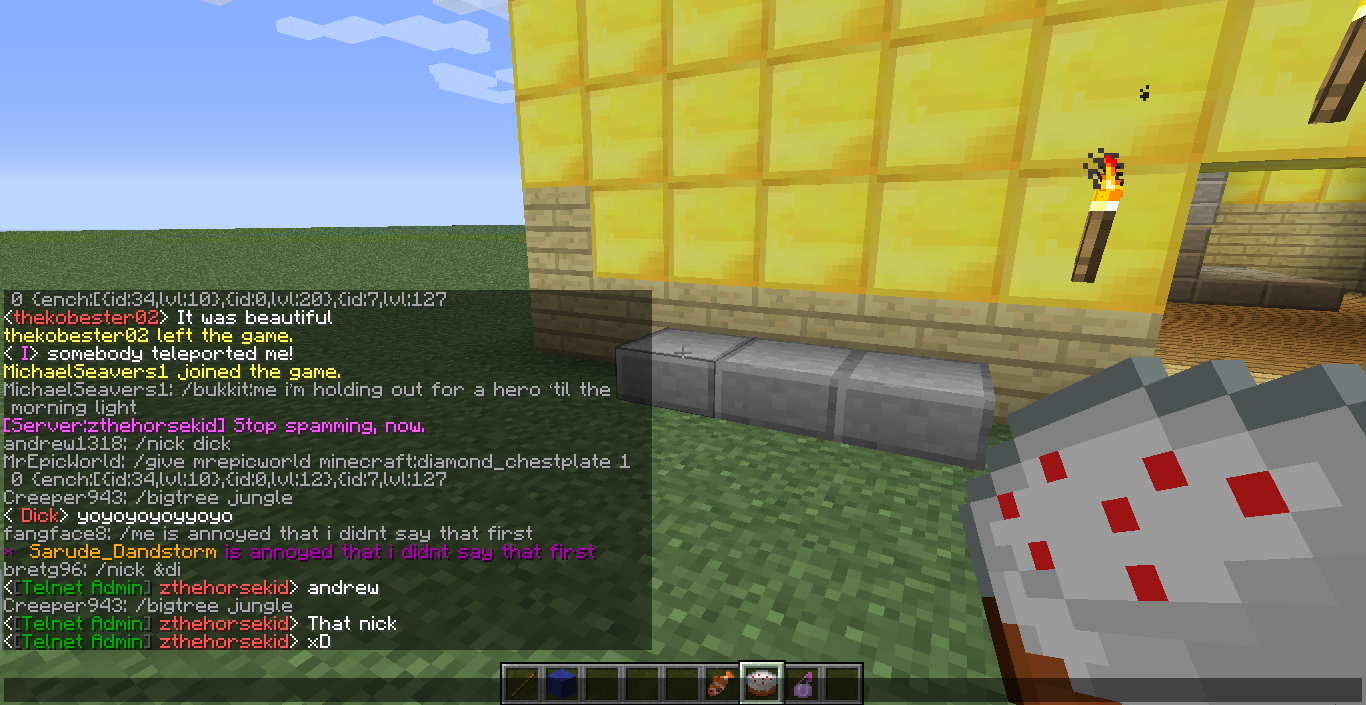 0 {ench:[{id:34,lvl:10},{id:0,lvl:20},{id:7,lvl:127
<thekobester02> It was beautiful
thekobester02 left the game.
< I> somebody teleported me!
MichaelSeavers1 joined the game.
MichaelSeavers1: /bukkit:me i'm holding out for a hero 'til the
morning light
[Server:zthehorsekid] Stop spamming, now.
andrew1318: /nick dick
MrEpicWorld: /give mrepicworld minecraft:diamond_chestplate 1
0 {ench:[{id:34,lvl:10},{id:0,lvl:12},{id:7,lvl:127
Creeper943: /bigtree jungle
< Dick> yoyoyoyoyyoyo
fangface8: /me is annoyed that i didnt say that first
* Sarude_Dandstorm is annoyed that i didnt say that first
bretg96: /nick &di
<[Telnet Admin] zthehorsekid> andrew
Creeper943: /bigtree jungle
<[Telnet Admin] zthehorsekid> That nick
<[Telnet Admin] zthehorsekid> xD